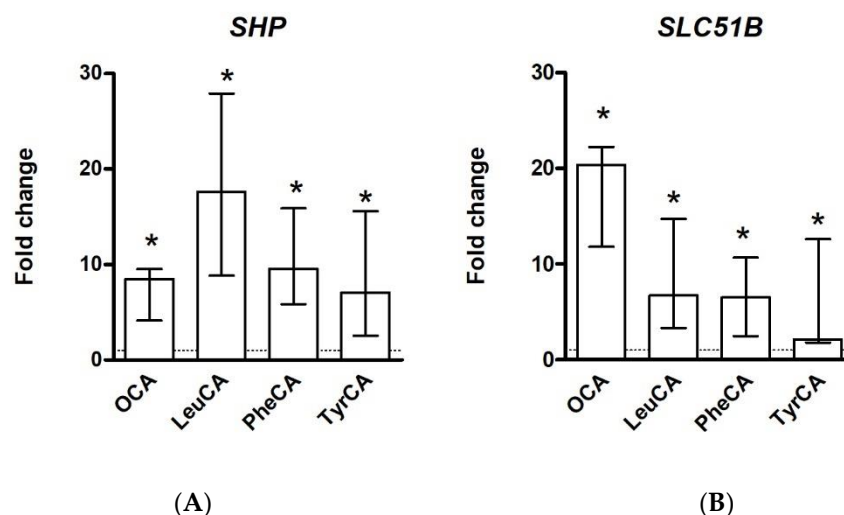 SHP
Fold change
30
20
10
0
*
*
*
*
OCA
LeuCA
PheCA
TyrCA
(A)
SLC51B
Fold change
30
20
10
0
*
*
*
*
OCA
LeuCA
PheCA
TyrCA
(B)